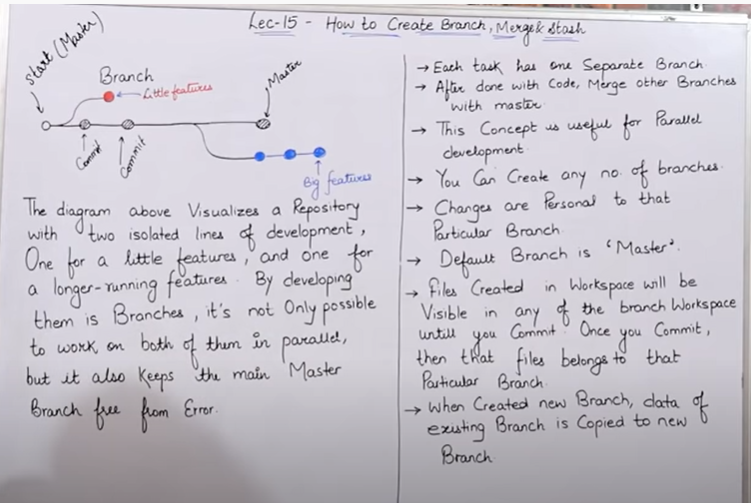 Lec-15 - How to Create Branch, Merge& Stash
Start (Master)
Branch
Little features
Master
Commit
Commit
Big features
The diagram above Visualizes a Repository
with two isolated lines of development,
One for a little features, and one for
a longer-running features. By developing
them is Branches, it's not Only possible
to work on both of them in parallel,
but it also Keeps the main Master
Branch free from Error.
→ Each task has one Separate Branch.
→ After done with Code, Merge other Branches
with master.
→ This Concept is useful for Parallel
development.
→ You Can Create any no. of branches.
→ Changes are Personal to that
Particular Branch.
→ Default Branch is 'Master'.
→ Files Created in Workspace will be
Visible in any of the branch Workspace
untill you Commit. Once you Commit,
then that files belongs to that
Particular Branch.
→ When Created new Branch, data of
existing Branch is Copied to new
Branch